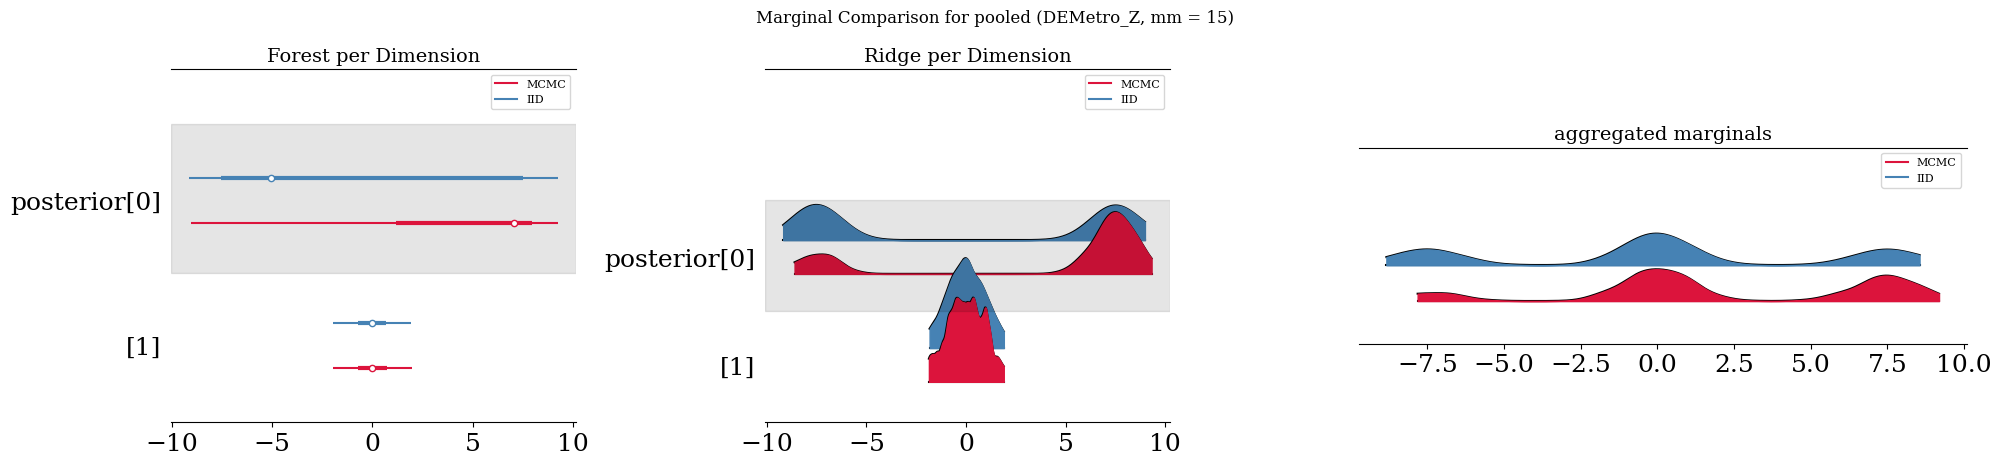 Marginal Comparison for pooled (DEMetro_Z, mm = 15)
Forest per Dimension
MCMC
IID
posterior[0]
[1]
−10 −5 0 5 10
Ridge per Dimension
MCMC
IID
posterior[0]
[1]
−10 −5 0 5 10
aggregated marginals
MCMC
IID
−7.5 −5.0 −2.5 0.0 2.5 5.0 7.5 10.0